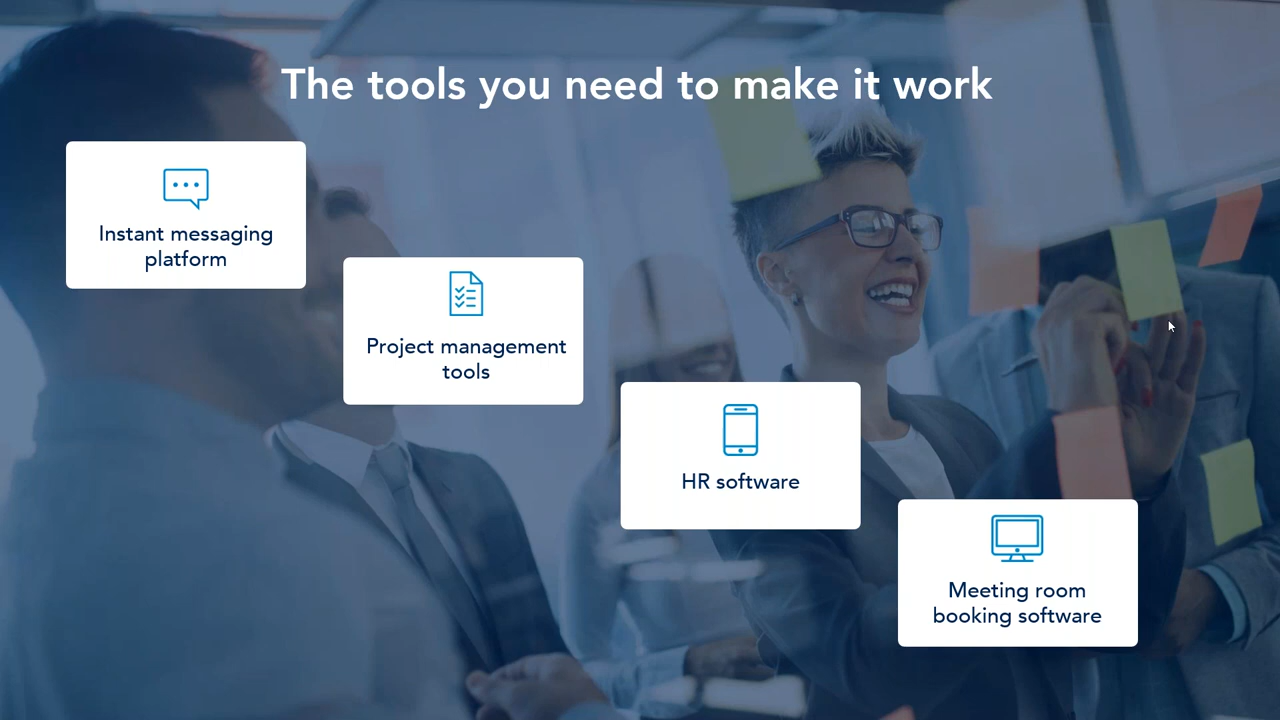 The tools you need to make it work
Instant messaging
platform
Project management
tools
HR software
Meeting room
booking software